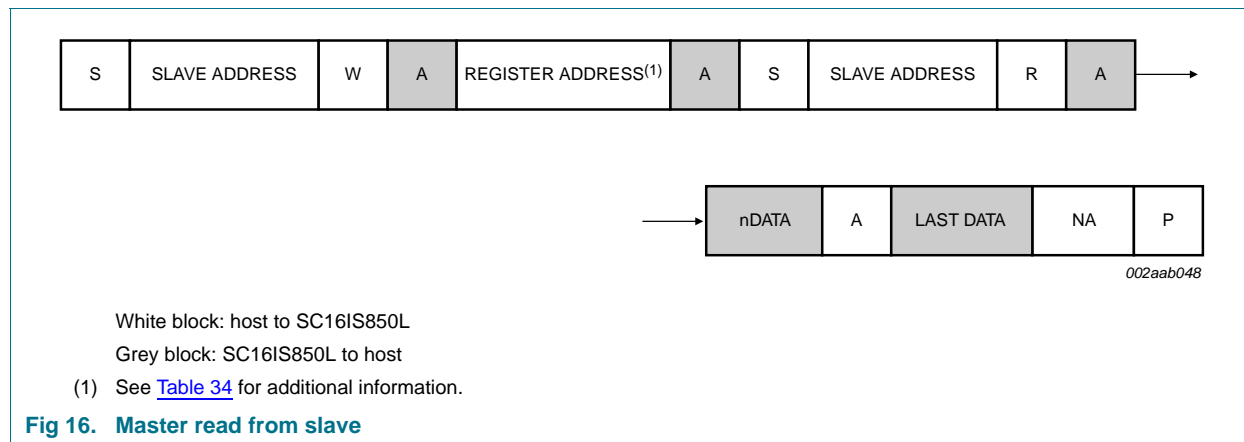 S SLAVE ADDRESS W A REGISTER ADDRESS(1) A S SLAVE ADDRESS R A
nDATA A LAST DATA NA P
002aab048
White block: host to SC16IS850L
Grey block: SC16IS850L to host
(1) See Table 34 for additional information.
Fig 16. Master read from slave